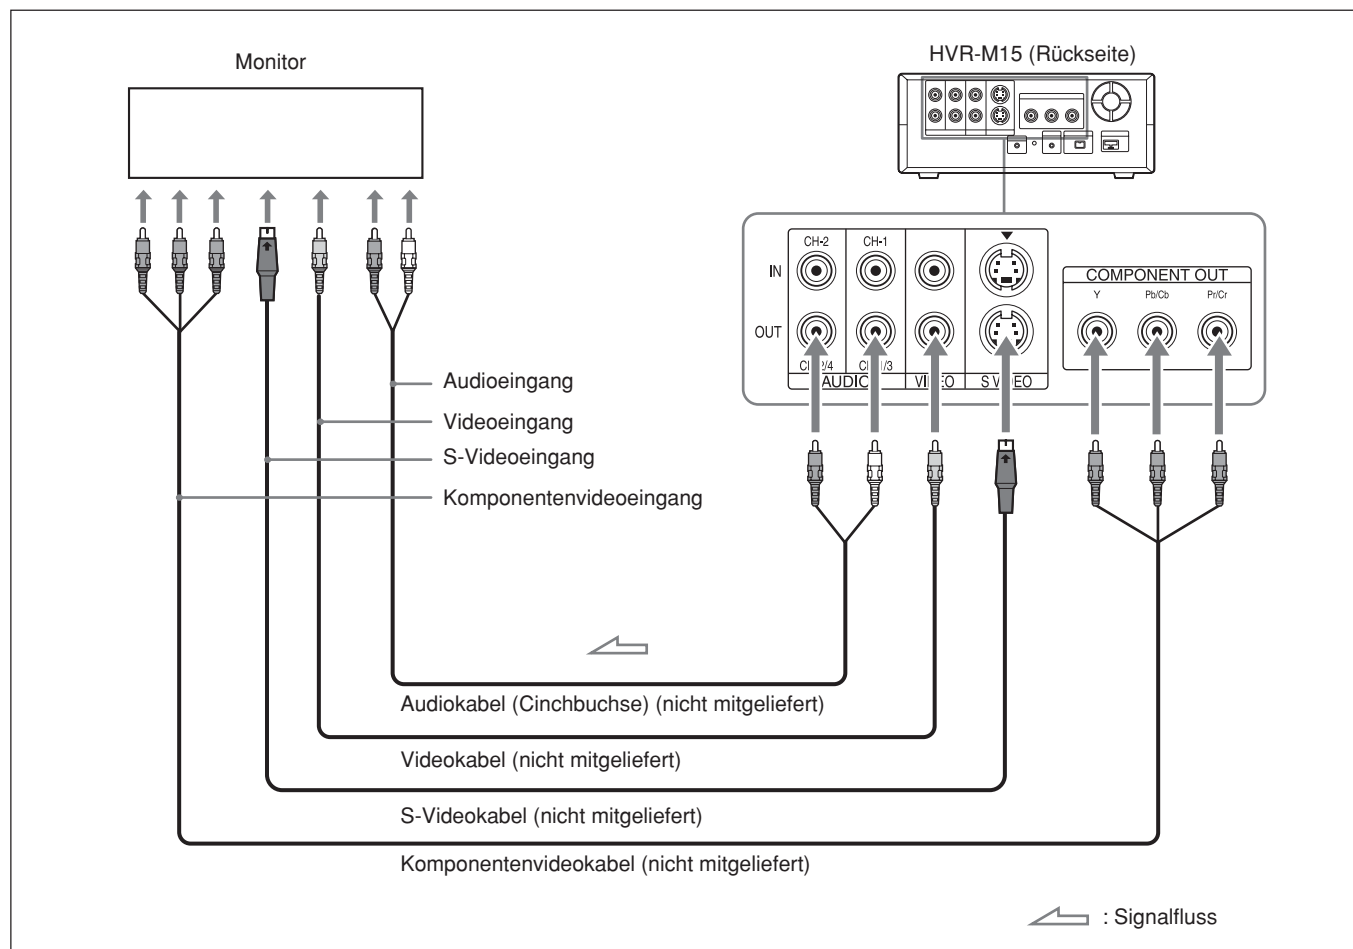 Monitor
HVR-M15 (Rückseite)
CH-2 CH-1
IN
COMPONENT OUT
Y Pb/Cb Pr/Cr
OUT
AUDIO VIDEO S VIDEO
Audioeingang
Videoeingang
S-Videoeingang
Komponentenvideoeingang
Audiokabel (Cinchbuchse) (nicht mitgeliefert)
Videokabel (nicht mitgeliefert)
S-Videokabel (nicht mitgeliefert)
Komponentenvideokabel (nicht mitgeliefert)
: Signalfluss